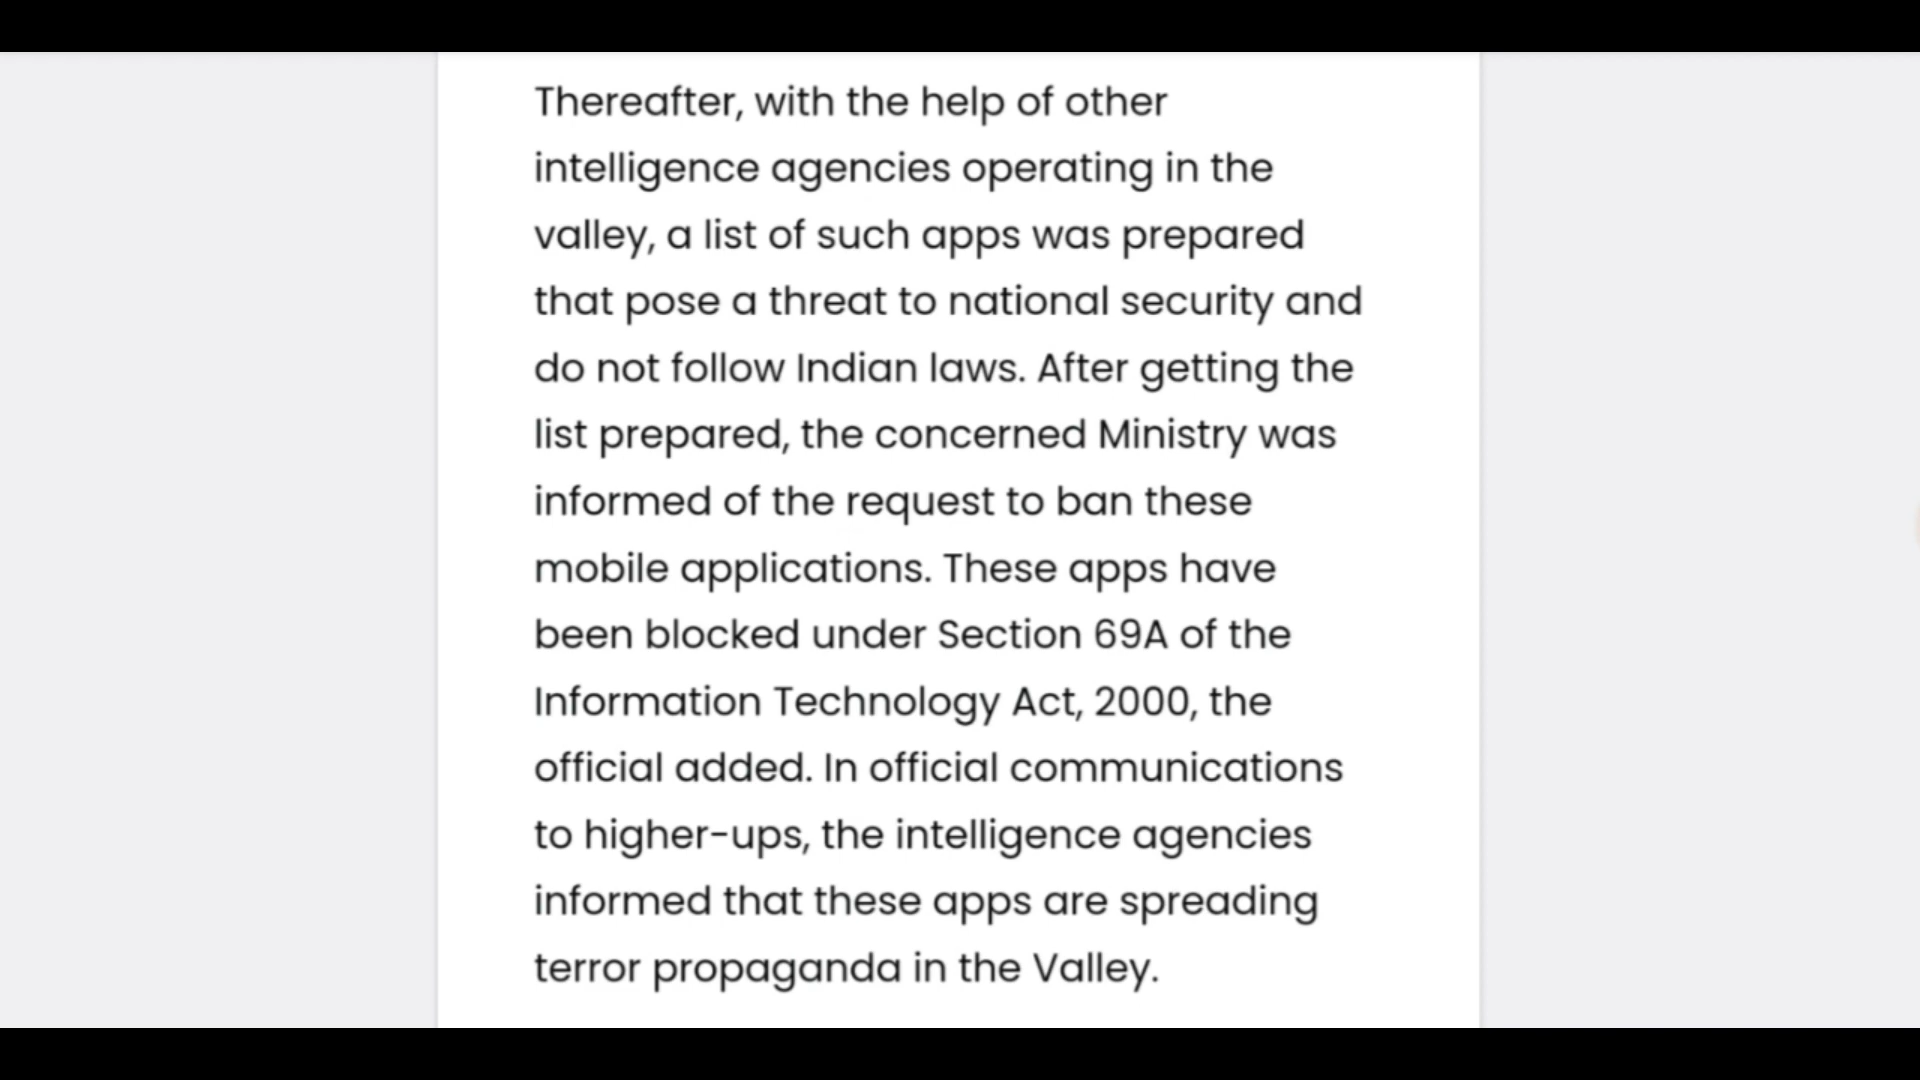 Thereafter, with the help of other
intelligence agencies operating in the
valley, a list of such apps was prepared
that pose a threat to national security and
do not follow Indian laws. After getting the
list prepared, the concerned Ministry was
informed of the request to ban these
mobile applications. These apps have
been blocked under Section 69A of the
Information Technology Act, 2000, the
official added. In official communications
to higher-ups, the intelligence agencies
informed that these apps are spreading
terror propaganda in the Valley.